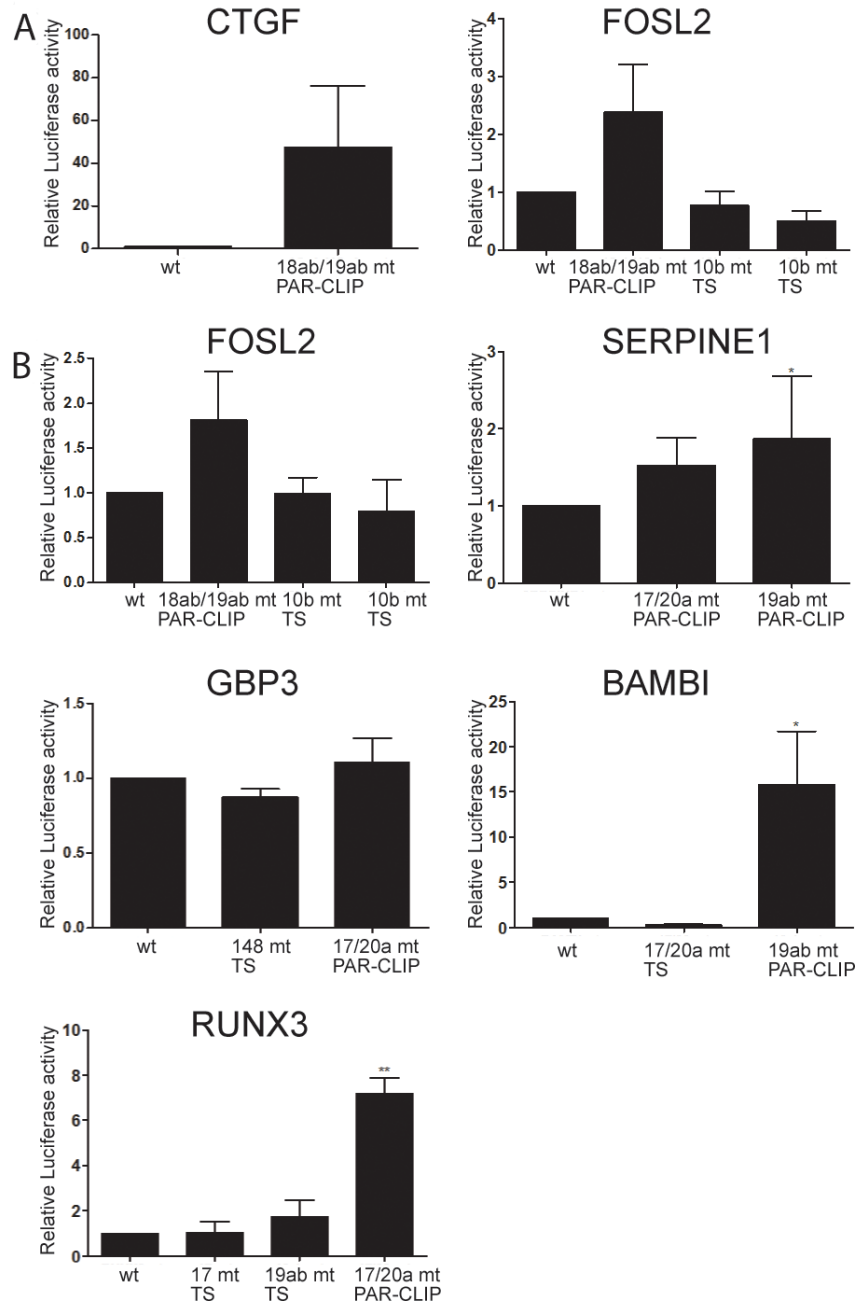 A
CTGF
Relative Luciferase activity
100
80
60
40
20
0
wt
18ab/19ab mt
PAR-CLIP
FOSL2
Relative Luciferase activity
4
3
2
1
0
wt
18ab/19ab mt
PAR-CLIP
10b mt
TS
10b mt
TS
B
FOSL2
Relative Luciferase activity
2.5
2.0
1.5
1.0
0.5
0.0
wt
18ab/19ab mt
PAR-CLIP
10b mt
TS
10b mt
TS
SERPINE1
Relative Luciferase activity
3
2
1
0
*
wt
17/20a mt
PAR-CLIP
19ab mt
PAR-CLIP
GBP3
Relative Luciferase activity
1.5
1.0
0.5
0.0
wt
148 mt
TS
17/20a mt
PAR-CLIP
BAMBI
Relative Luciferase activity
25
20
15
10
5
0
*
wt
17/20a mt
TS
19ab mt
PAR-CLIP
RUNX3
Relative Luciferase activity
10
8
6
4
2
0
**
wt
17 mt
TS
19ab mt
TS
17/20a mt
PAR-CLIP